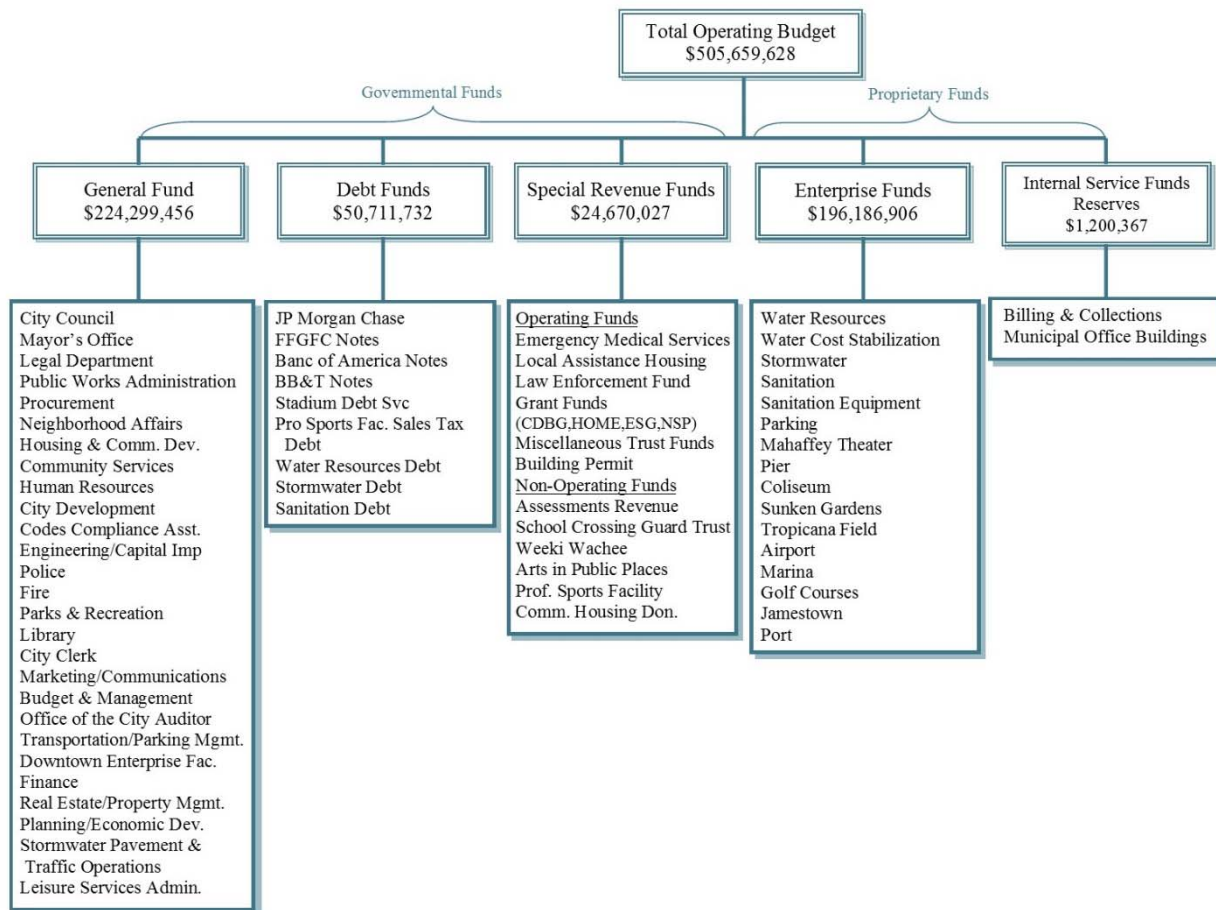 Total Operating Budget
$505,659,628
Governmental Funds
Proprietary Funds
General Fund
$224,299,456
Debt Funds
$50,711,732
Special Revenue Funds
$24,670,027
Enterprise Funds
$196,186,906
Internal Service Funds
Reserves
$1,200,367
City Council
Mayor's Office
Legal Department
Public Works Administration
Procurement
Neighborhood Affairs
Housing & Comm. Dev.
Community Services
Human Resources
City Development
Codes Compliance Asst.
Engineering/Capital Imp
Police
Fire
Parks & Recreation
Library
City Clerk
Marketing/Communications
Budget & Management
Office of the City Auditor
Transportation/Parking Mgmt.
Downtown Enterprise Fac.
Finance
Real Estate/Property Mgmt.
Planning/Economic Dev.
Stormwater Pavement &
Traffic Operations
Leisure Services Admin.
JP Morgan Chase
FFGFC Notes
Banc of America Notes
BB&T Notes
Stadium Debt Svc
Pro Sports Fac. Sales Tax
Debt
Water Resources Debt
Stormwater Debt
Sanitation Debt
Operating Funds
Emergency Medical Services
Local Assistance Housing
Law Enforcement Fund
Grant Funds
(CDBG,HOME,ESG,NSP)
Miscellaneous Trust Funds
Building Permit
Non-Operating Funds
Assessments Revenue
School Crossing Guard Trust
Weeki Wachee
Arts in Public Places
Prof. Sports Facility
Comm. Housing Don.
Water Resources
Water Cost Stabilization
Stormwater
Sanitation
Sanitation Equipment
Parking
Mahaffey Theater
Pier
Coliseum
Sunken Gardens
Tropicana Field
Airport
Marina
Golf Courses
Jamestown
Port
Billing & Collections
Municipal Office Buildings